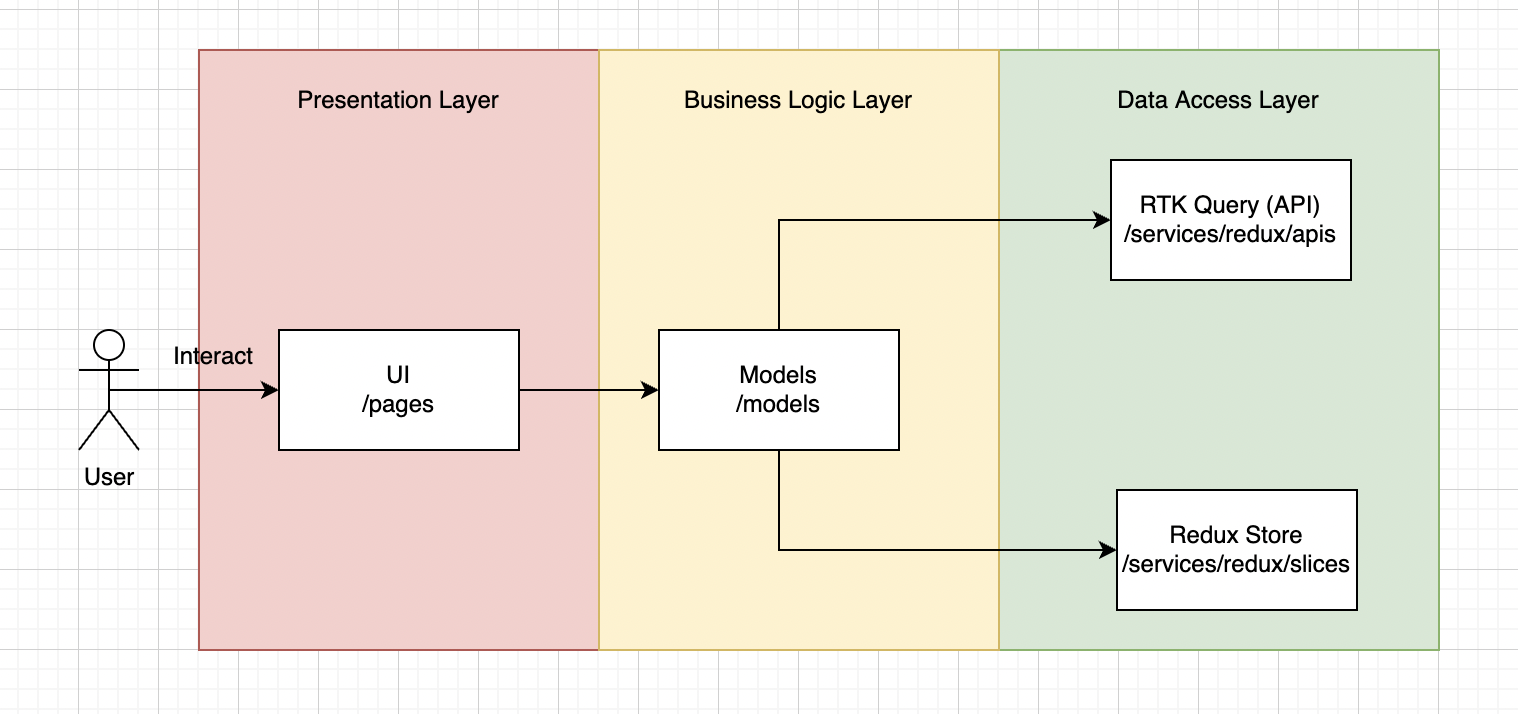 Presentation Layer
Business Logic Layer
Data Access Layer
RTK Query (API)
/services/redux/apis
Interact
UI
/pages
Models
/models
User
Redux Store
/services/redux/slices